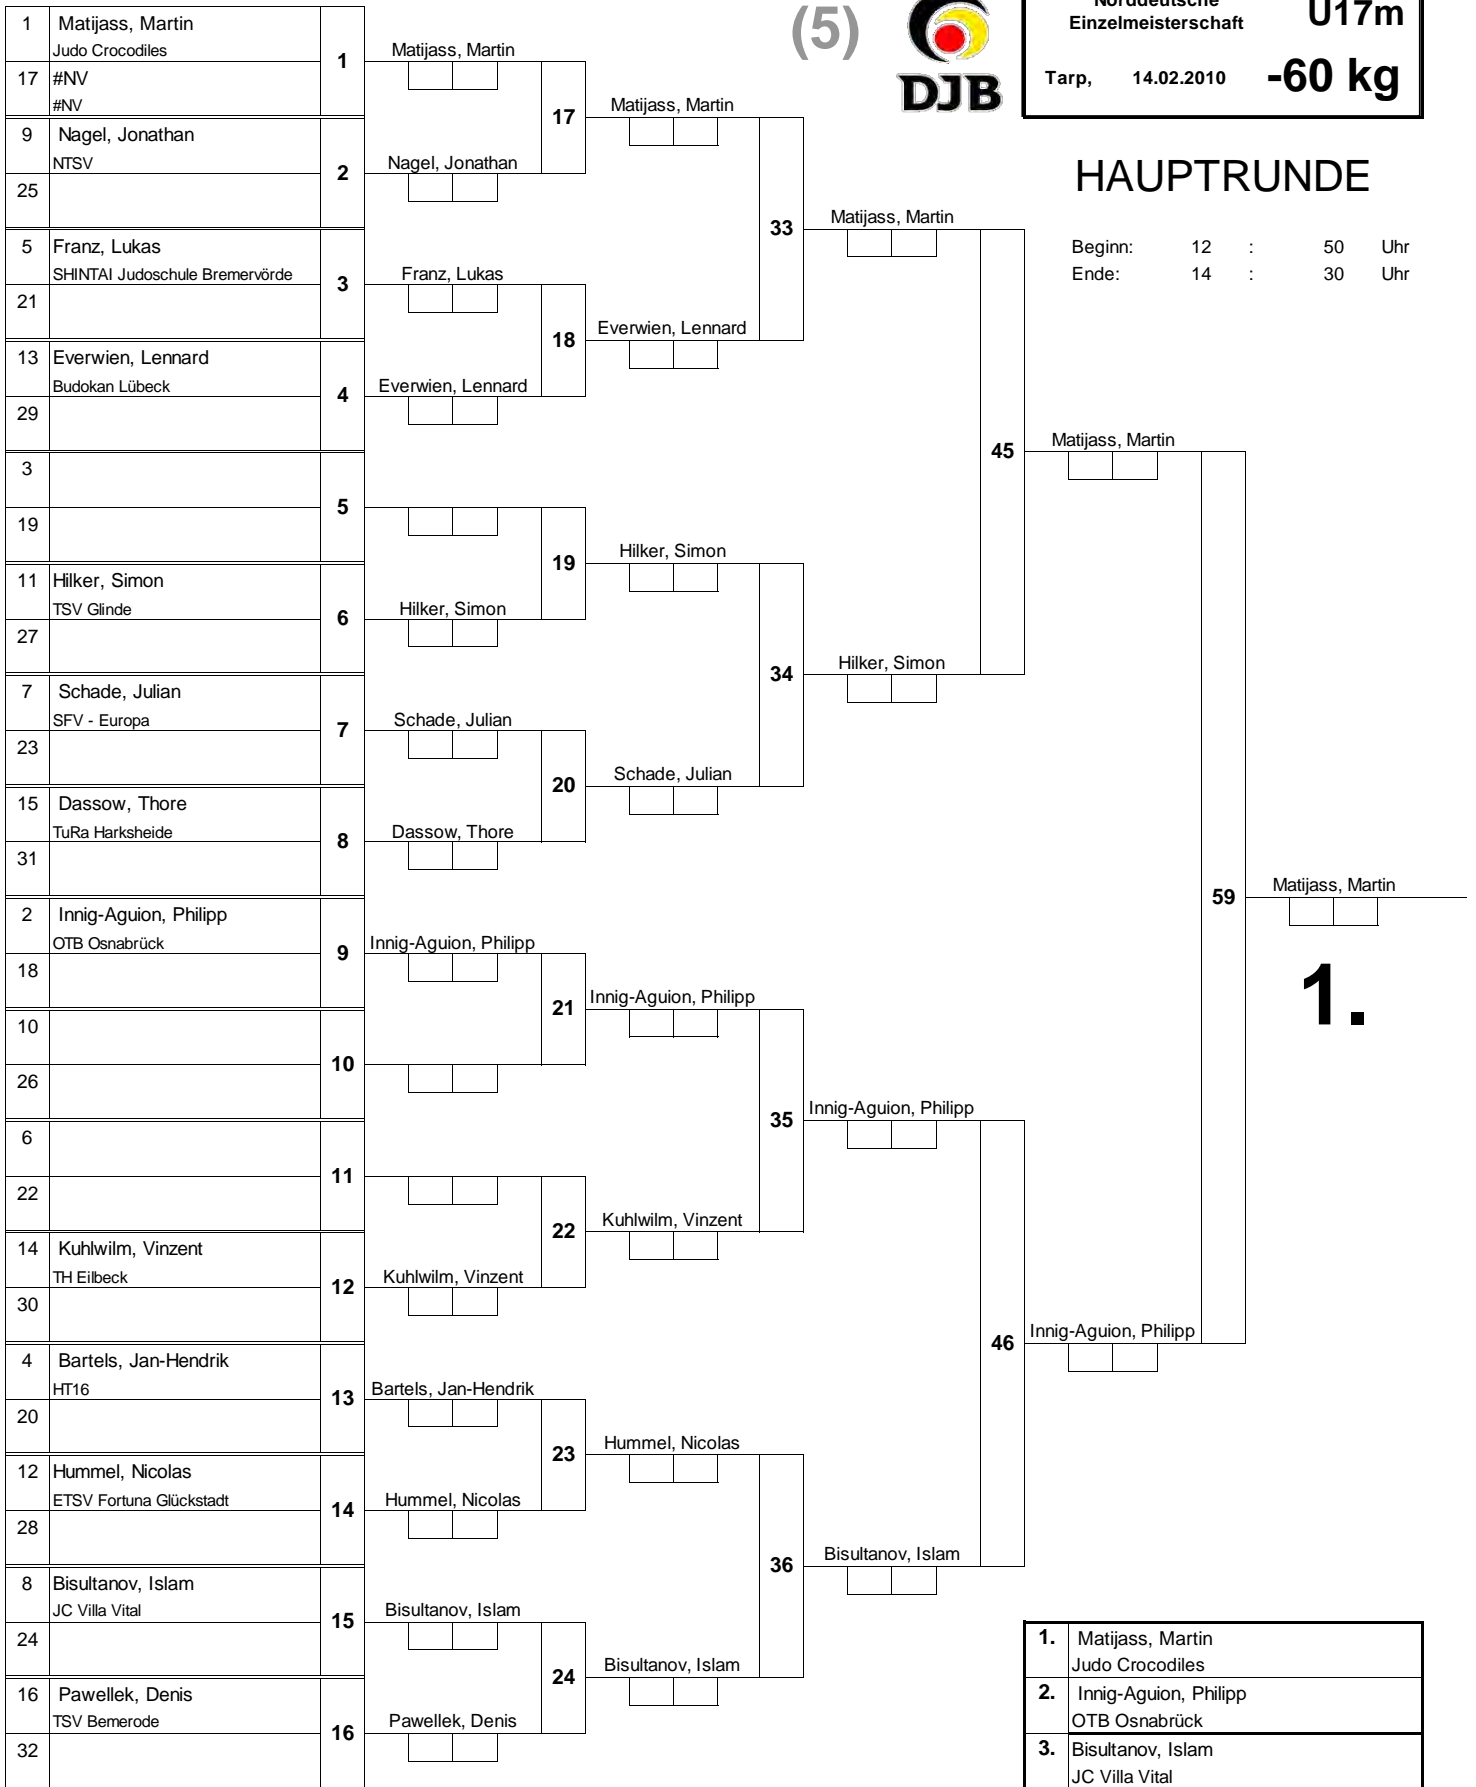 (5)
DJB
Norddeutsche
Einzelmeisterschaft
U17m
Tarp, 14.02.2010
-60 kg
HAUPTRUNDE
Beginn: 12 : 50 Uhr
Ende: 14 : 30 Uhr
1 Matijass, Martin
Judo Crocodiles
17 #NV
#NV
1
9 Nagel, Jonathan
NTSV
25
2
5 Franz, Lukas
SHINTAI Judoschule Bremervörde
21
3
13 Everwien, Lennard
Budokan Lübeck
29
4
3
19
5
11 Hilker, Simon
TSV Glinde
27
6
7 Schade, Julian
SFV - Europa
23
7
15 Dassow, Thore
TuRa Harksheide
31
8
2 Innig-Aguion, Philipp
OTB Osnabrück
18
9
10
26
10
6
22
11
14 Kuhlwilm, Vinzent
TH Eilbeck
30
12
4 Bartels, Jan-Hendrik
HT16
20
13
12 Hummel, Nicolas
ETSV Fortuna Glückstadt
28
14
8 Bisultanov, Islam
JC Villa Vital
24
15
16 Pawellek, Denis
TSV Bemerode
32
16
Matijass, Martin
17
Nagel, Jonathan
Franz, Lukas
18
Everwien, Lennard
19
Hilker, Simon
Schade, Julian
20
Dassow, Thore
Innig-Aguion, Philipp
21
22
Kuhlwilm, Vinzent
Bartels, Jan-Hendrik
23
Hummel, Nicolas
Bisultanov, Islam
24
Pawellek, Denis
Matijass, Martin
33
Everwien, Lennard
Hilker, Simon
34
Schade, Julian
Innig-Aguion, Philipp
35
Kuhlwilm, Vinzent
Hummel, Nicolas
36
Bisultanov, Islam
Matijass, Martin
45
Hilker, Simon
Innig-Aguion, Philipp
46
Bisultanov, Islam
Matijass, Martin
59
Innig-Aguion, Philipp
Matijass, Martin
1.
1. Matijass, Martin
Judo Crocodiles
2. Innig-Aguion, Philipp
OTB Osnabrück
3. Bisultanov, Islam
JC Villa Vital